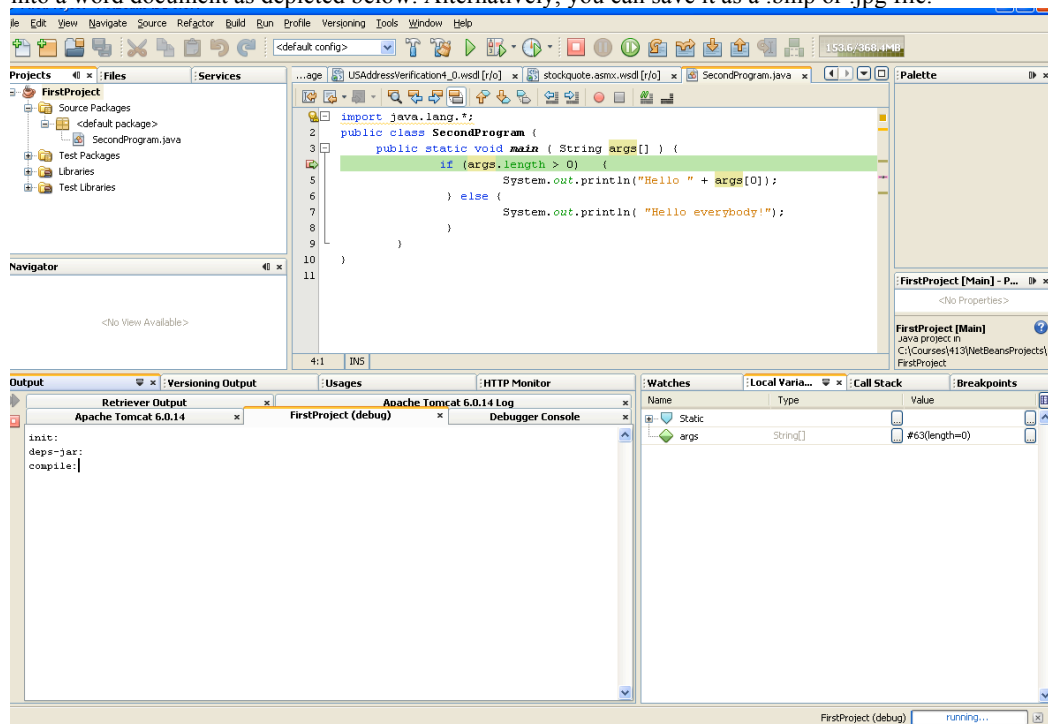 into a word document as depicted below. Alternatively, you can save it as a .bmp or .jpg file.
ile Edit View Navigate Source Refactor Build Run Profile Versioning Tools Window Help
<default config>
153.6/368.4MB
Projects
Files
Services
FirstProject
Source Packages
<default package>
SecondProgram.java
Test Packages
Libraries
Test Libraries
Navigator
<No View Available>
...age
USAddressVerification4_0.wsdl [r/o]
stockquote.asmx.wsdl [r/o]
SecondProgram.java
import java.lang.*;
2 public class SecondProgram {
3 public static void main ( String args[] ) {
if (args.length > 0) {
5 System.out.println("Hello " + args[0]);
6 } else {
7 System.out.println( "Hello everybody!");
8 }
9 }
10 }
11
4:1 INS
Palette
FirstProject [Main] - P...
<No Properties>
FirstProject [Main]
Java project in
C:\Courses\413\NetBeansProjects\
FirstProject
Output
Versioning Output
Usages
HTTP Monitor
Retriever Output
Apache Tomcat 6.0.14 Log
Apache Tomcat 6.0.14
FirstProject (debug)
Debugger Console
init:
deps-jar:
compile:
Watches
Local Varia...
Call Stack
Breakpoints
Name Type Value
Static
args String[] #63(length=0)
FirstProject (debug) running...